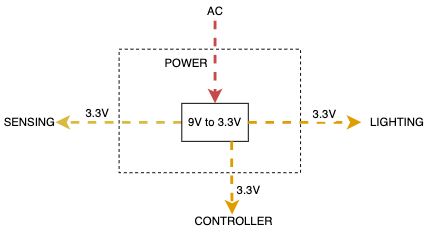 AC
POWER
3.3V
3.3V
SENSING
9V to 3.3V
LIGHTING
3.3V
CONTROLLER